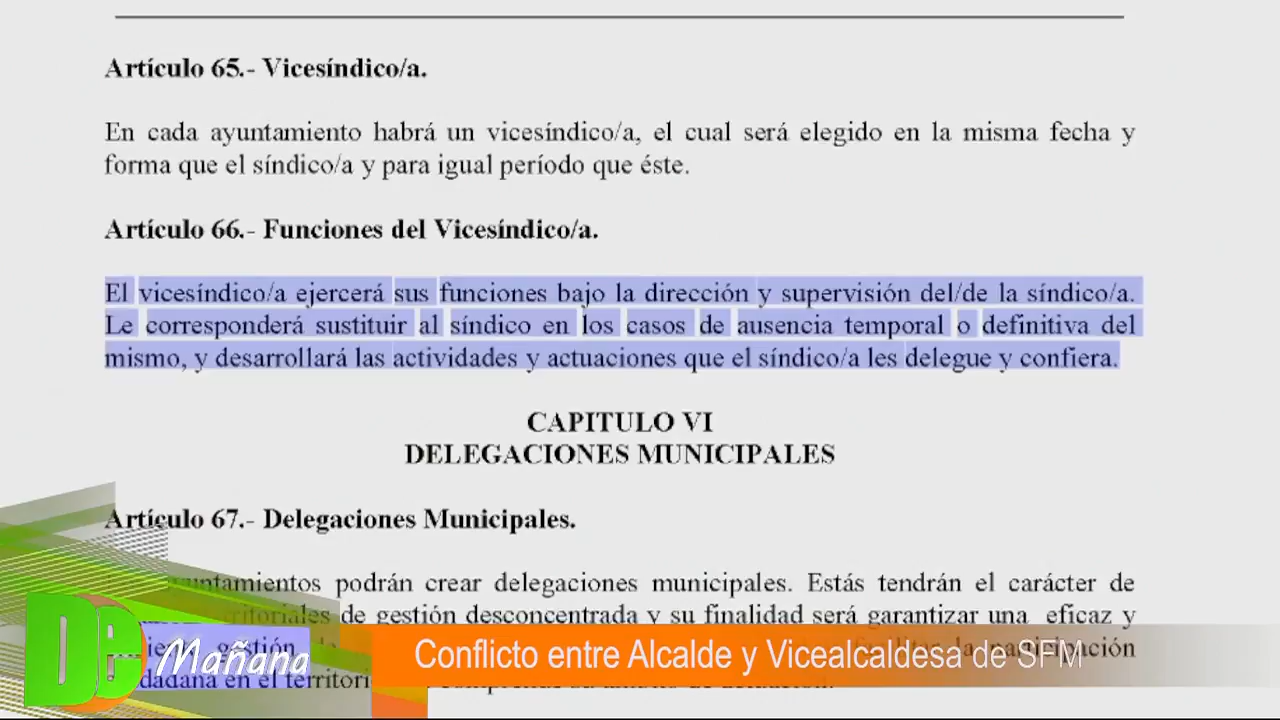 Artículo 65.- Vicesíndico/a.
En cada ayuntamiento habrá un vicesíndico/a, el cual será elegido en la misma fecha y
forma que el síndico/a y para igual período que éste.
Artículo 66.- Funciones del Vicesíndico/a.
El vicesíndico/a ejercerá sus funciones bajo la dirección y supervisión del/de la síndico/a.
Le corresponderá sustituir al síndico en los casos de ausencia temporal o definitiva del
mismo, y desarrollará las actividades y actuaciones que el síndico/a les delegue y confiera.
CAPITULO VI
DELEGACIONES MUNICIPALES
Artículo 67.- Delegaciones Municipales.
podrán crear delegaciones municipales. Estás tendrán el carácter de
de gestión desconcentrada y su finalidad será garantizar una eficaz y
gestión participación
en el
De Mañana
Conflicto entre Alcalde y Vicealcaldesa de SFM